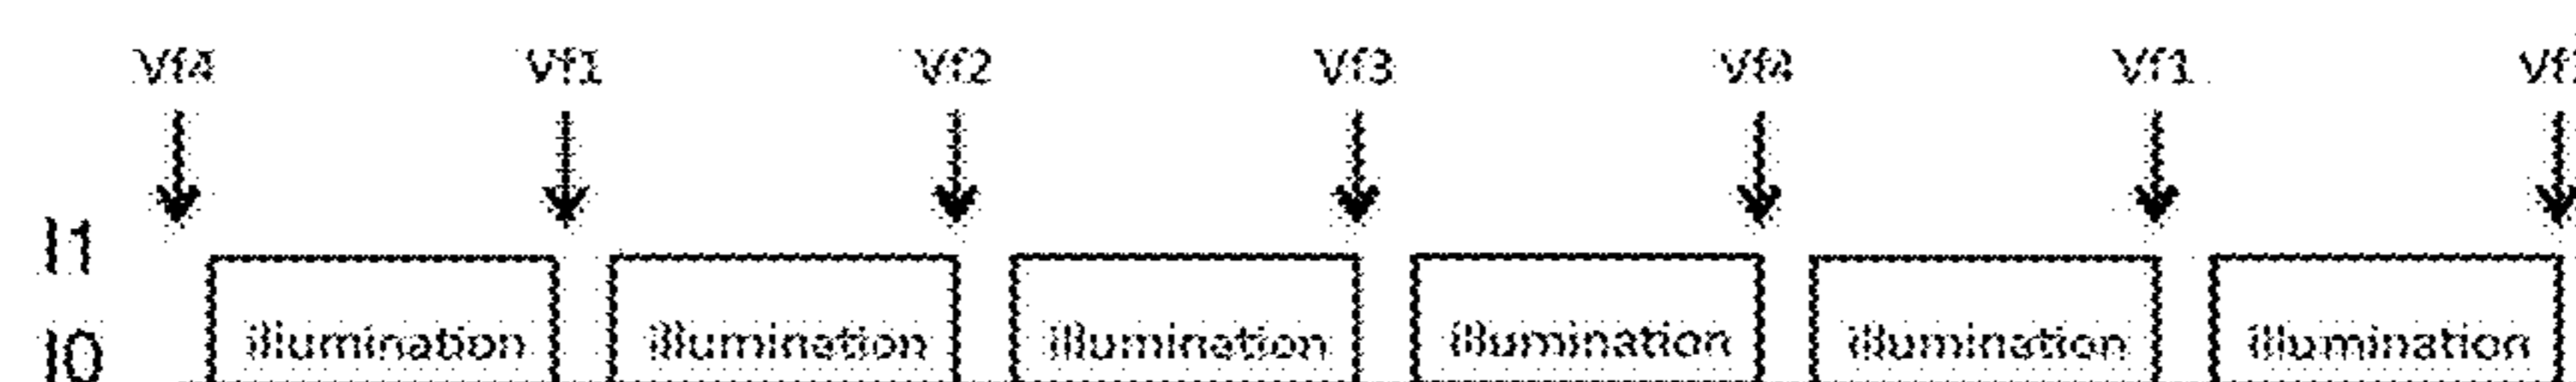 Vf4 Vf1 Vf2 Vf3 Vf4 Vf1
I1
illumination illumination illumination illumination illumination illumination
I0